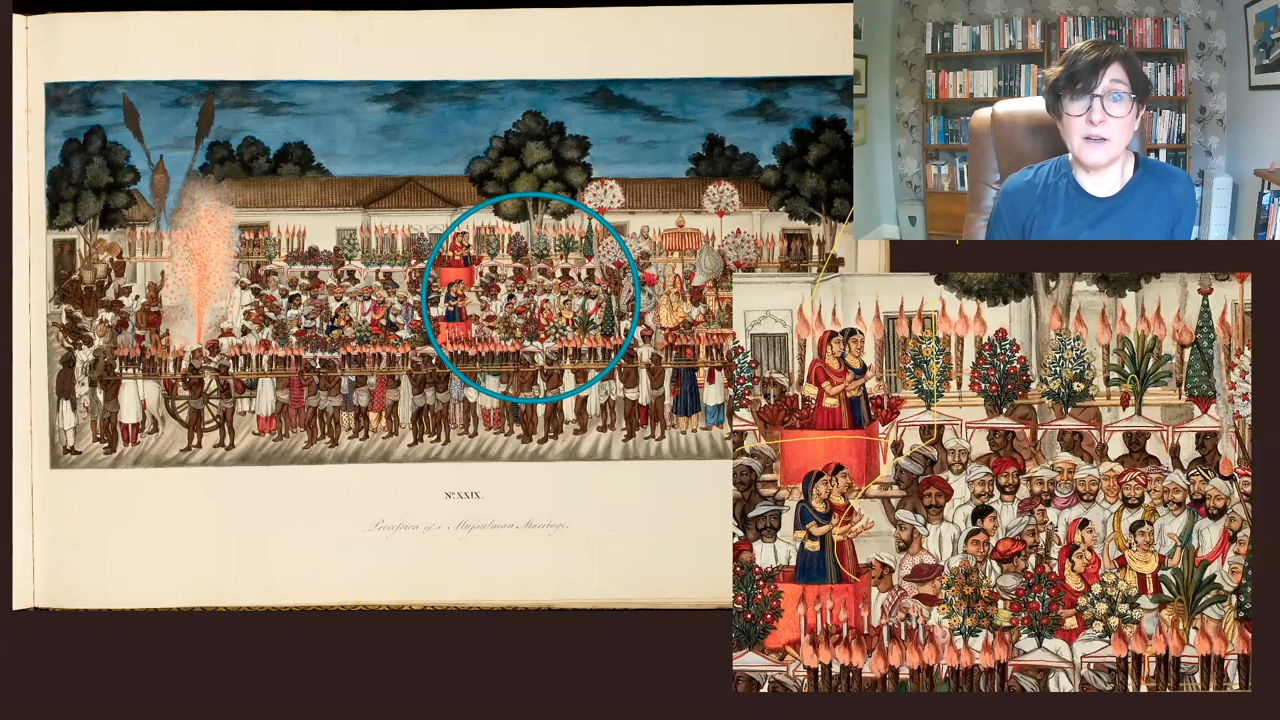 No. XXIX.
Procession of a Mussulman Marriage.